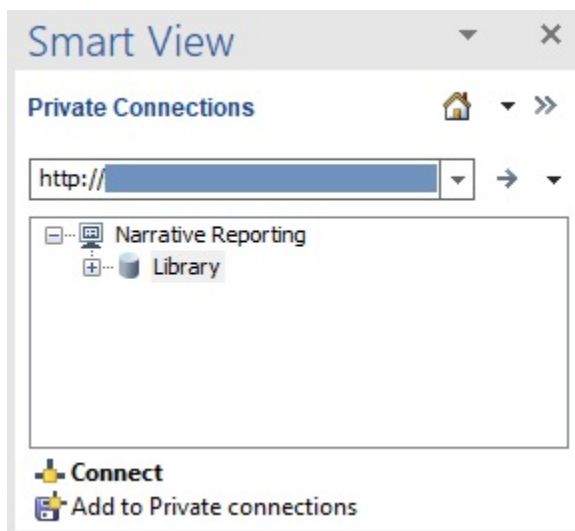 Smart View
Private Connections
http://
Narrative Reporting
Library
Connect
Add to Private connections